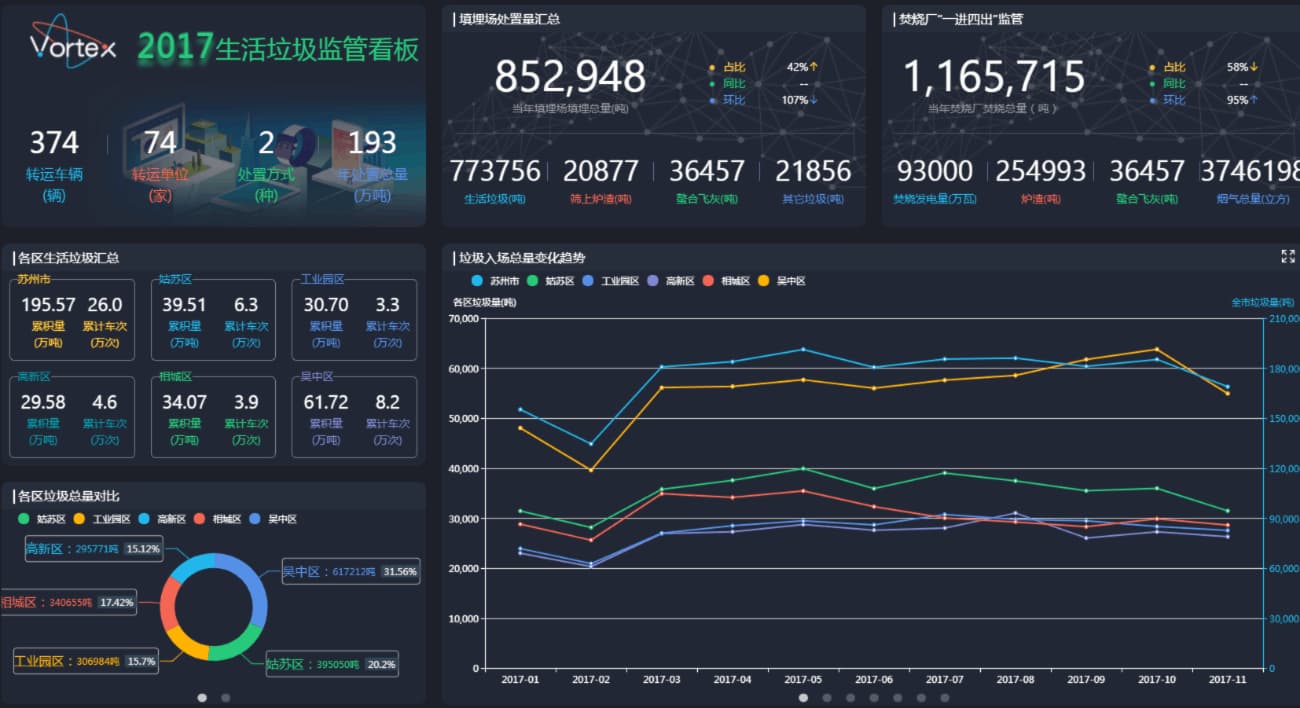 Vortex
2017生活垃圾监管看板
374
74
2
193
转运车辆
(辆)
转运单位
(家)
处置方式
(种)
年处置总量
(万吨)
填埋场处置量汇总
852,948
当年填埋场填埋总量(吨)
占比 42%↑
同比 --
环比 107%↓
773756
20877
36457
21856
生活垃圾(吨)
筛上炉渣(吨)
螯合飞灰(吨)
其它垃圾(吨)
焚烧厂"一进四出"监管
1,165,715
当年焚烧厂焚烧总量（吨）
占比 58%↓
同比 --
环比 95%↑
93000
254993
36457
3746198
焚烧发电量(万瓦)
炉渣(吨)
螯合飞灰(吨)
烟气总量(立方)
各区生活垃圾汇总
苏州市
195.57 26.0
累积量 累计车次
(万吨) (万次)
姑苏区
39.51 6.3
累积量 累计车次
(万吨) (万次)
工业园区
30.70 3.3
累积量 累计车次
(万吨) (万次)
高新区
29.58 4.6
累积量 累计车次
(万吨) (万次)
相城区
34.07 3.9
累积量 累计车次
(万吨) (万次)
吴中区
61.72 8.2
累积量 累计车次
(万吨) (万次)
各区垃圾总量对比
姑苏区 工业园区 高新区 相城区 吴中区
高新区：295771吨 15.12%
吴中区：617212吨 31.56%
相城区：340655吨 17.42%
工业园区：306984吨 15.7%
姑苏区：395050吨 20.2%
垃圾入场总量变化趋势
苏州市 姑苏区 工业园区 高新区 相城区 吴中区
各区垃圾量(吨)
全市垃圾量(吨)
70,000 210,000
60,000 180,000
50,000 150,000
40,000 120,000
30,000 90,000
20,000 60,000
10,000 30,000
0 0
2017-01 2017-02 2017-03 2017-04 2017-05 2017-06 2017-07 2017-08 2017-09 2017-10 2017-11